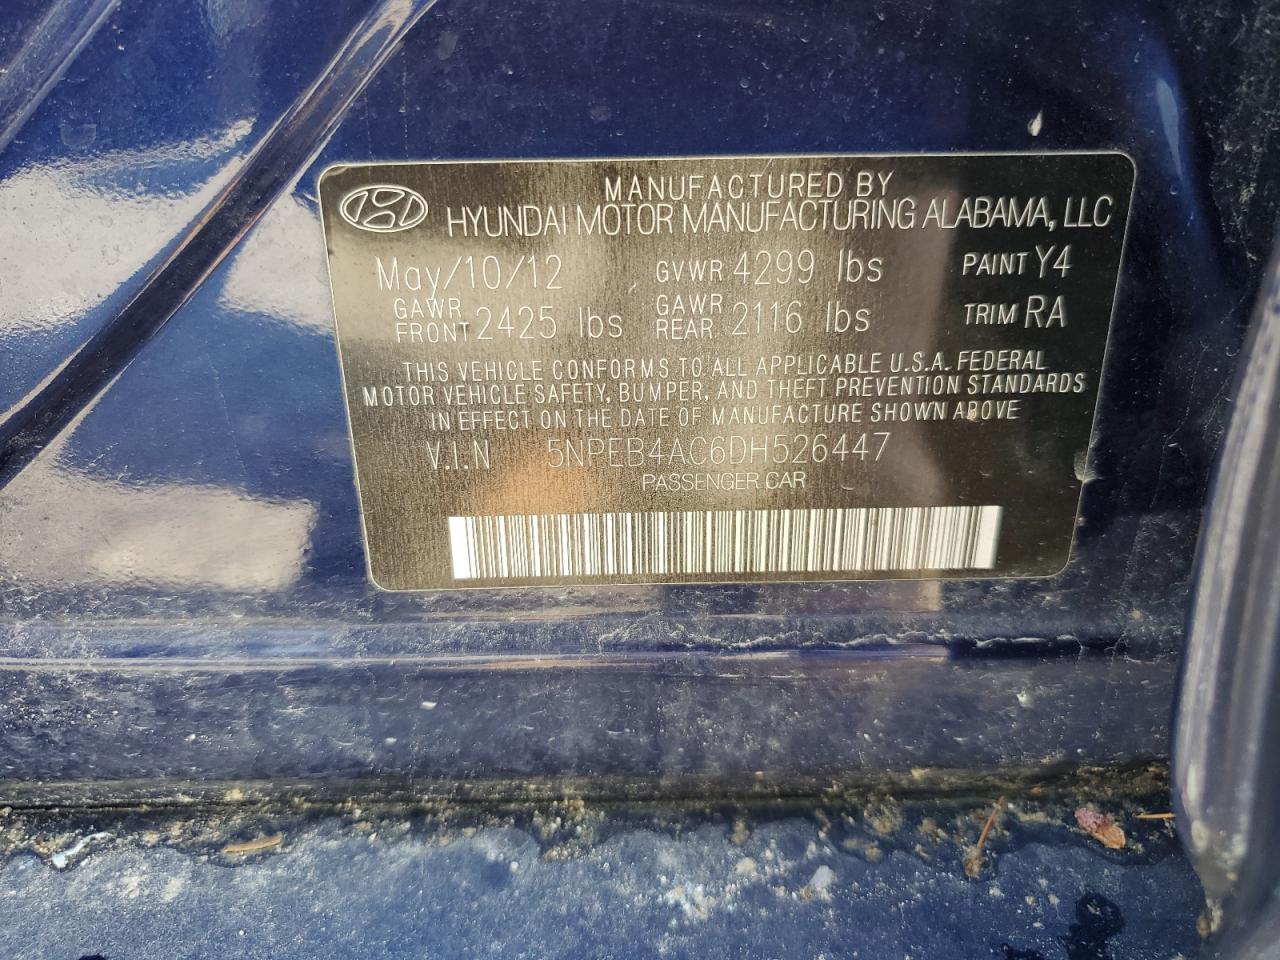 MANUFACTURED BY
HYUNDAI MOTOR MANUFACTURING ALABAMA, LLC
May/10/12 GVWR 4299 lbs PAINT Y4
GAWR FRONT 2425 lbs GAWR REAR 2116 lbs TRIM RA
THIS VEHICLE CONFORMS TO ALL APPLICABLE U.S.A. FEDERAL
MOTOR VEHICLE SAFETY, BUMPER, AND THEFT PREVENTION STANDARDS
IN EFFECT ON THE DATE OF MANUFACTURE SHOWN ABOVE
V.I.N 5NPEB4AC6DH526447
PASSENGER CAR